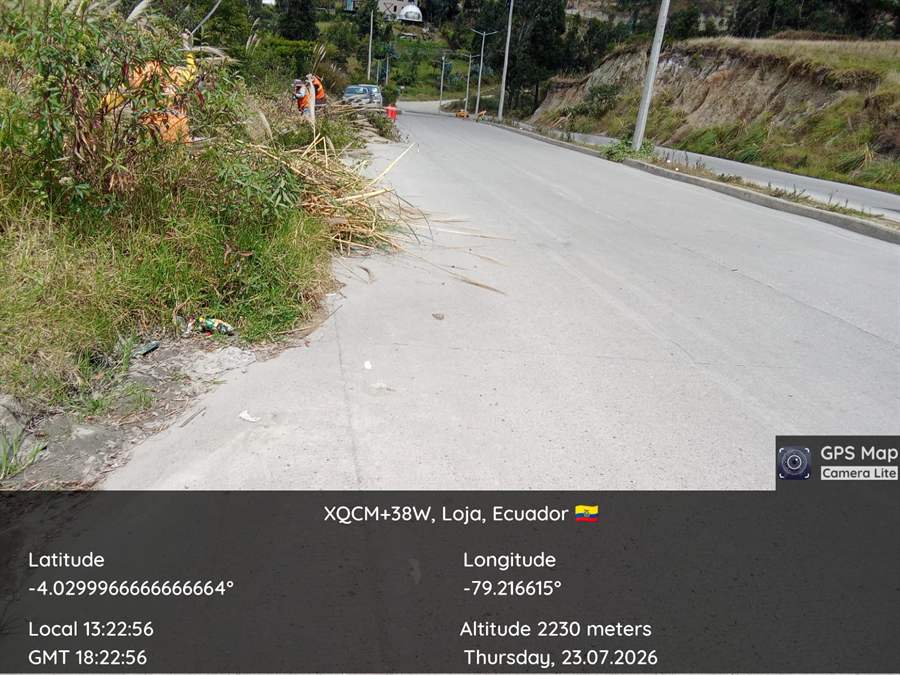 GPS Map
Camera Lite
XQCM+38W, Loja, Ecuador
Latitude
-4.0299966666666664°
Longitude
-79.216615°
Local 13:22:56
GMT 18:22:56
Altitude 2230 meters
Thursday, 23.07.2026